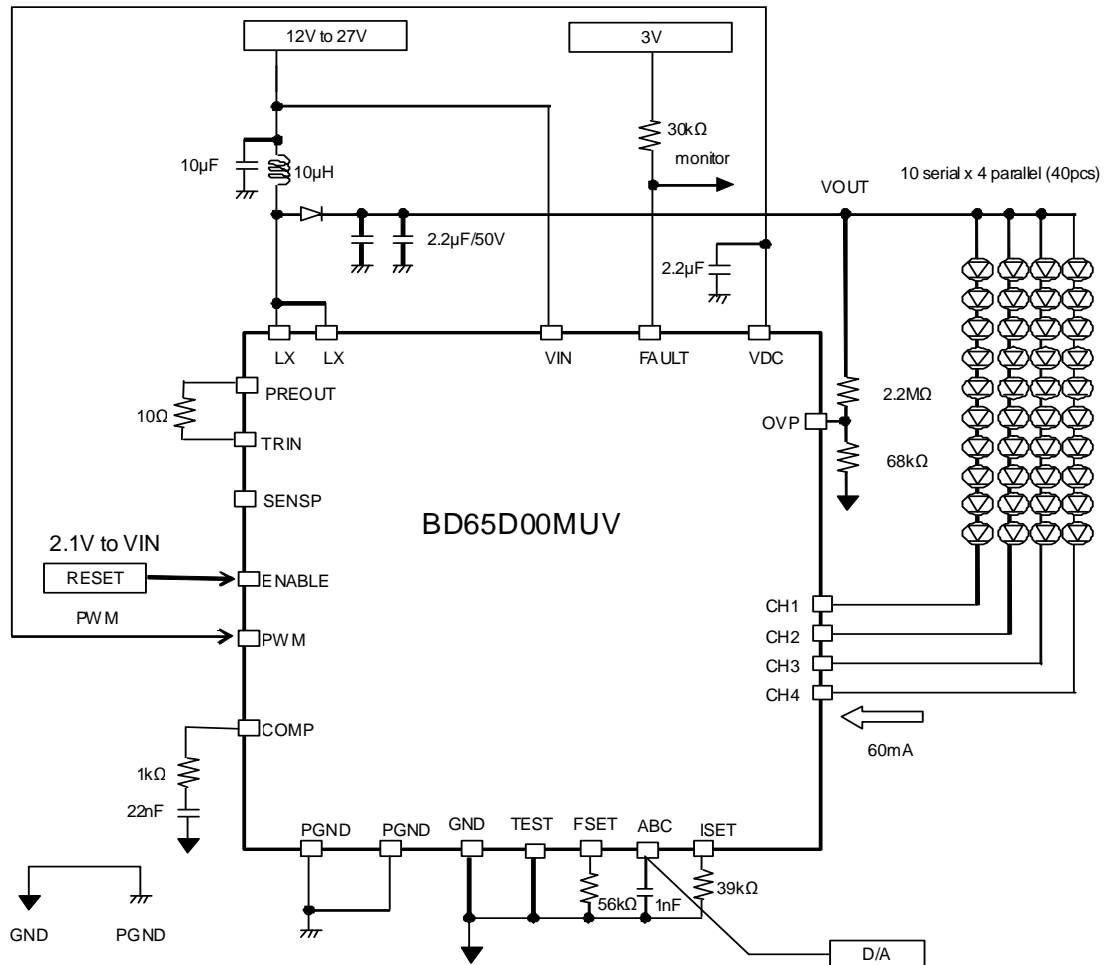 12V to 27V
3V
30kΩ
monitor
10µF
10µH
VOUT
10 serial x 4 parallel (40pcs)
2.2µF/50V
2.2µF
LX
LX
VIN
FAULT
VDC
PREOUT
10Ω
TRIN
2.2MΩ
OVP
68kΩ
SENSP
BD65D00MUV
2.1V to VIN
RESET
ENABLE
PWM
PWM
CH1
CH2
CH3
CH4
60mA
COMP
1kΩ
22nF
PGND
PGND
GND
TEST
FSET
ABC
ISET
56kΩ
1nF
39kΩ
GND
PGND
D/A